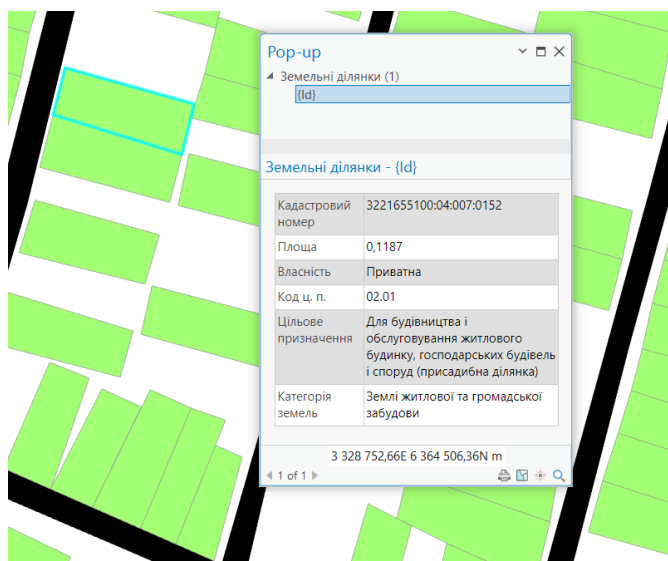 Pop-up
Земельні ділянки (1)
{Id}
Земельні ділянки - {Id}
Кадастровий номер 3221655100:04:007:0152
Площа 0,1187
Власність Приватна
Код ц. п. 02.01
Цільове призначення Для будівництва і
обслуговування житлового
будинку, господарських будівель
і споруд (присадибна ділянка)
Категорія земель Землі житлової та громадської
забудови
3 328 752,66E 6 364 506,36N m
1 of 1